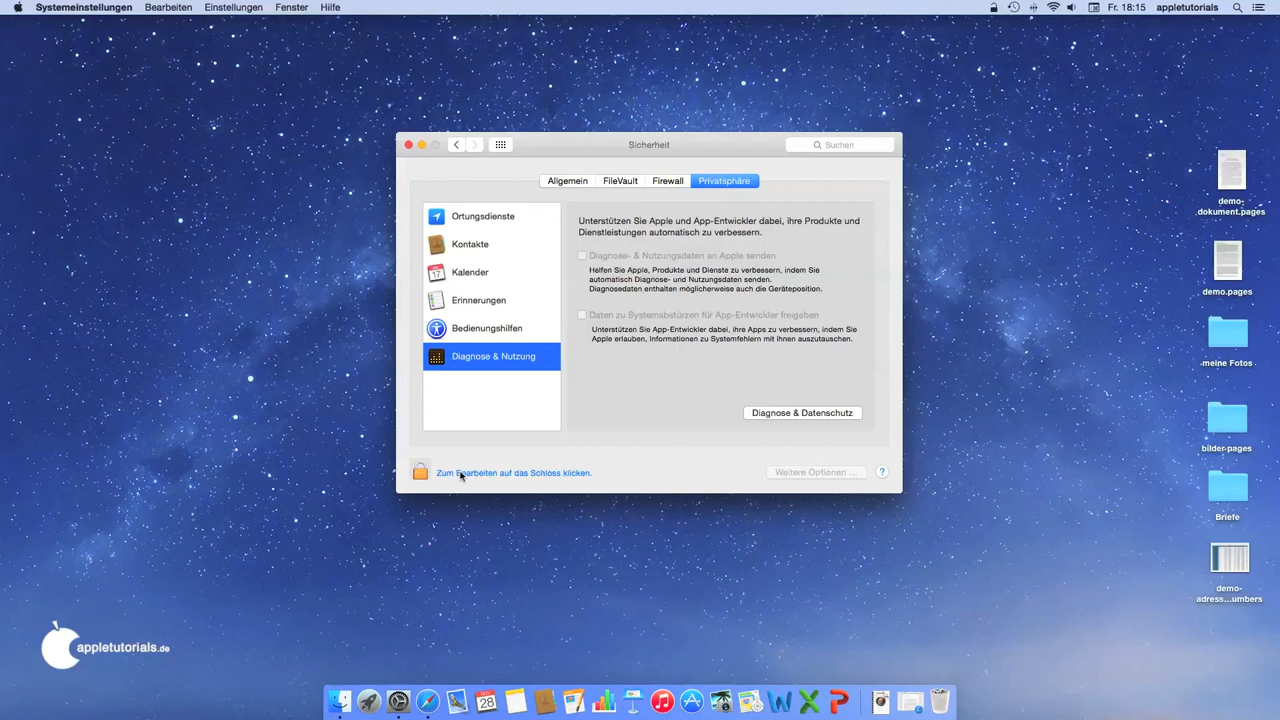 Systemeinstellungen Bearbeiten Einstellungen Fenster Hilfe
Fr. 18:15 appletutorials
Sicherheit
Suchen
Allgemein FileVault Firewall Privatsphäre
Ortungsdienste
Kontakte
17 Kalender
Erinnerungen
Bedienungshilfen
Diagnose & Nutzung
Unterstützen Sie Apple und App-Entwickler dabei, ihre Produkte und
Dienstleistungen automatisch zu verbessern.
Diagnose- & Nutzungsdaten an Apple senden
Helfen Sie Apple, Produkte und Dienste zu verbessern, indem Sie
automatisch Diagnose- und Nutzungsdaten senden.
Diagnosedaten enthalten möglicherweise auch die Geräteposition.
Daten zu Systemabstürzen für App-Entwickler freigeben
Unterstützen Sie App-Entwickler dabei, ihre Apps zu verbessern, indem Sie
Apple erlauben, Informationen zu Systemfehlern mit ihnen auszutauschen.
Diagnose & Datenschutz
Zum Bearbeiten auf das Schloss klicken.
Weitere Optionen ...
?
demo-
dokument.pages
demo.pages
meine Fotos
bilder-pages
Briefe
demo-
adress...umbers
appletutorials.de
NOV
28
W X P